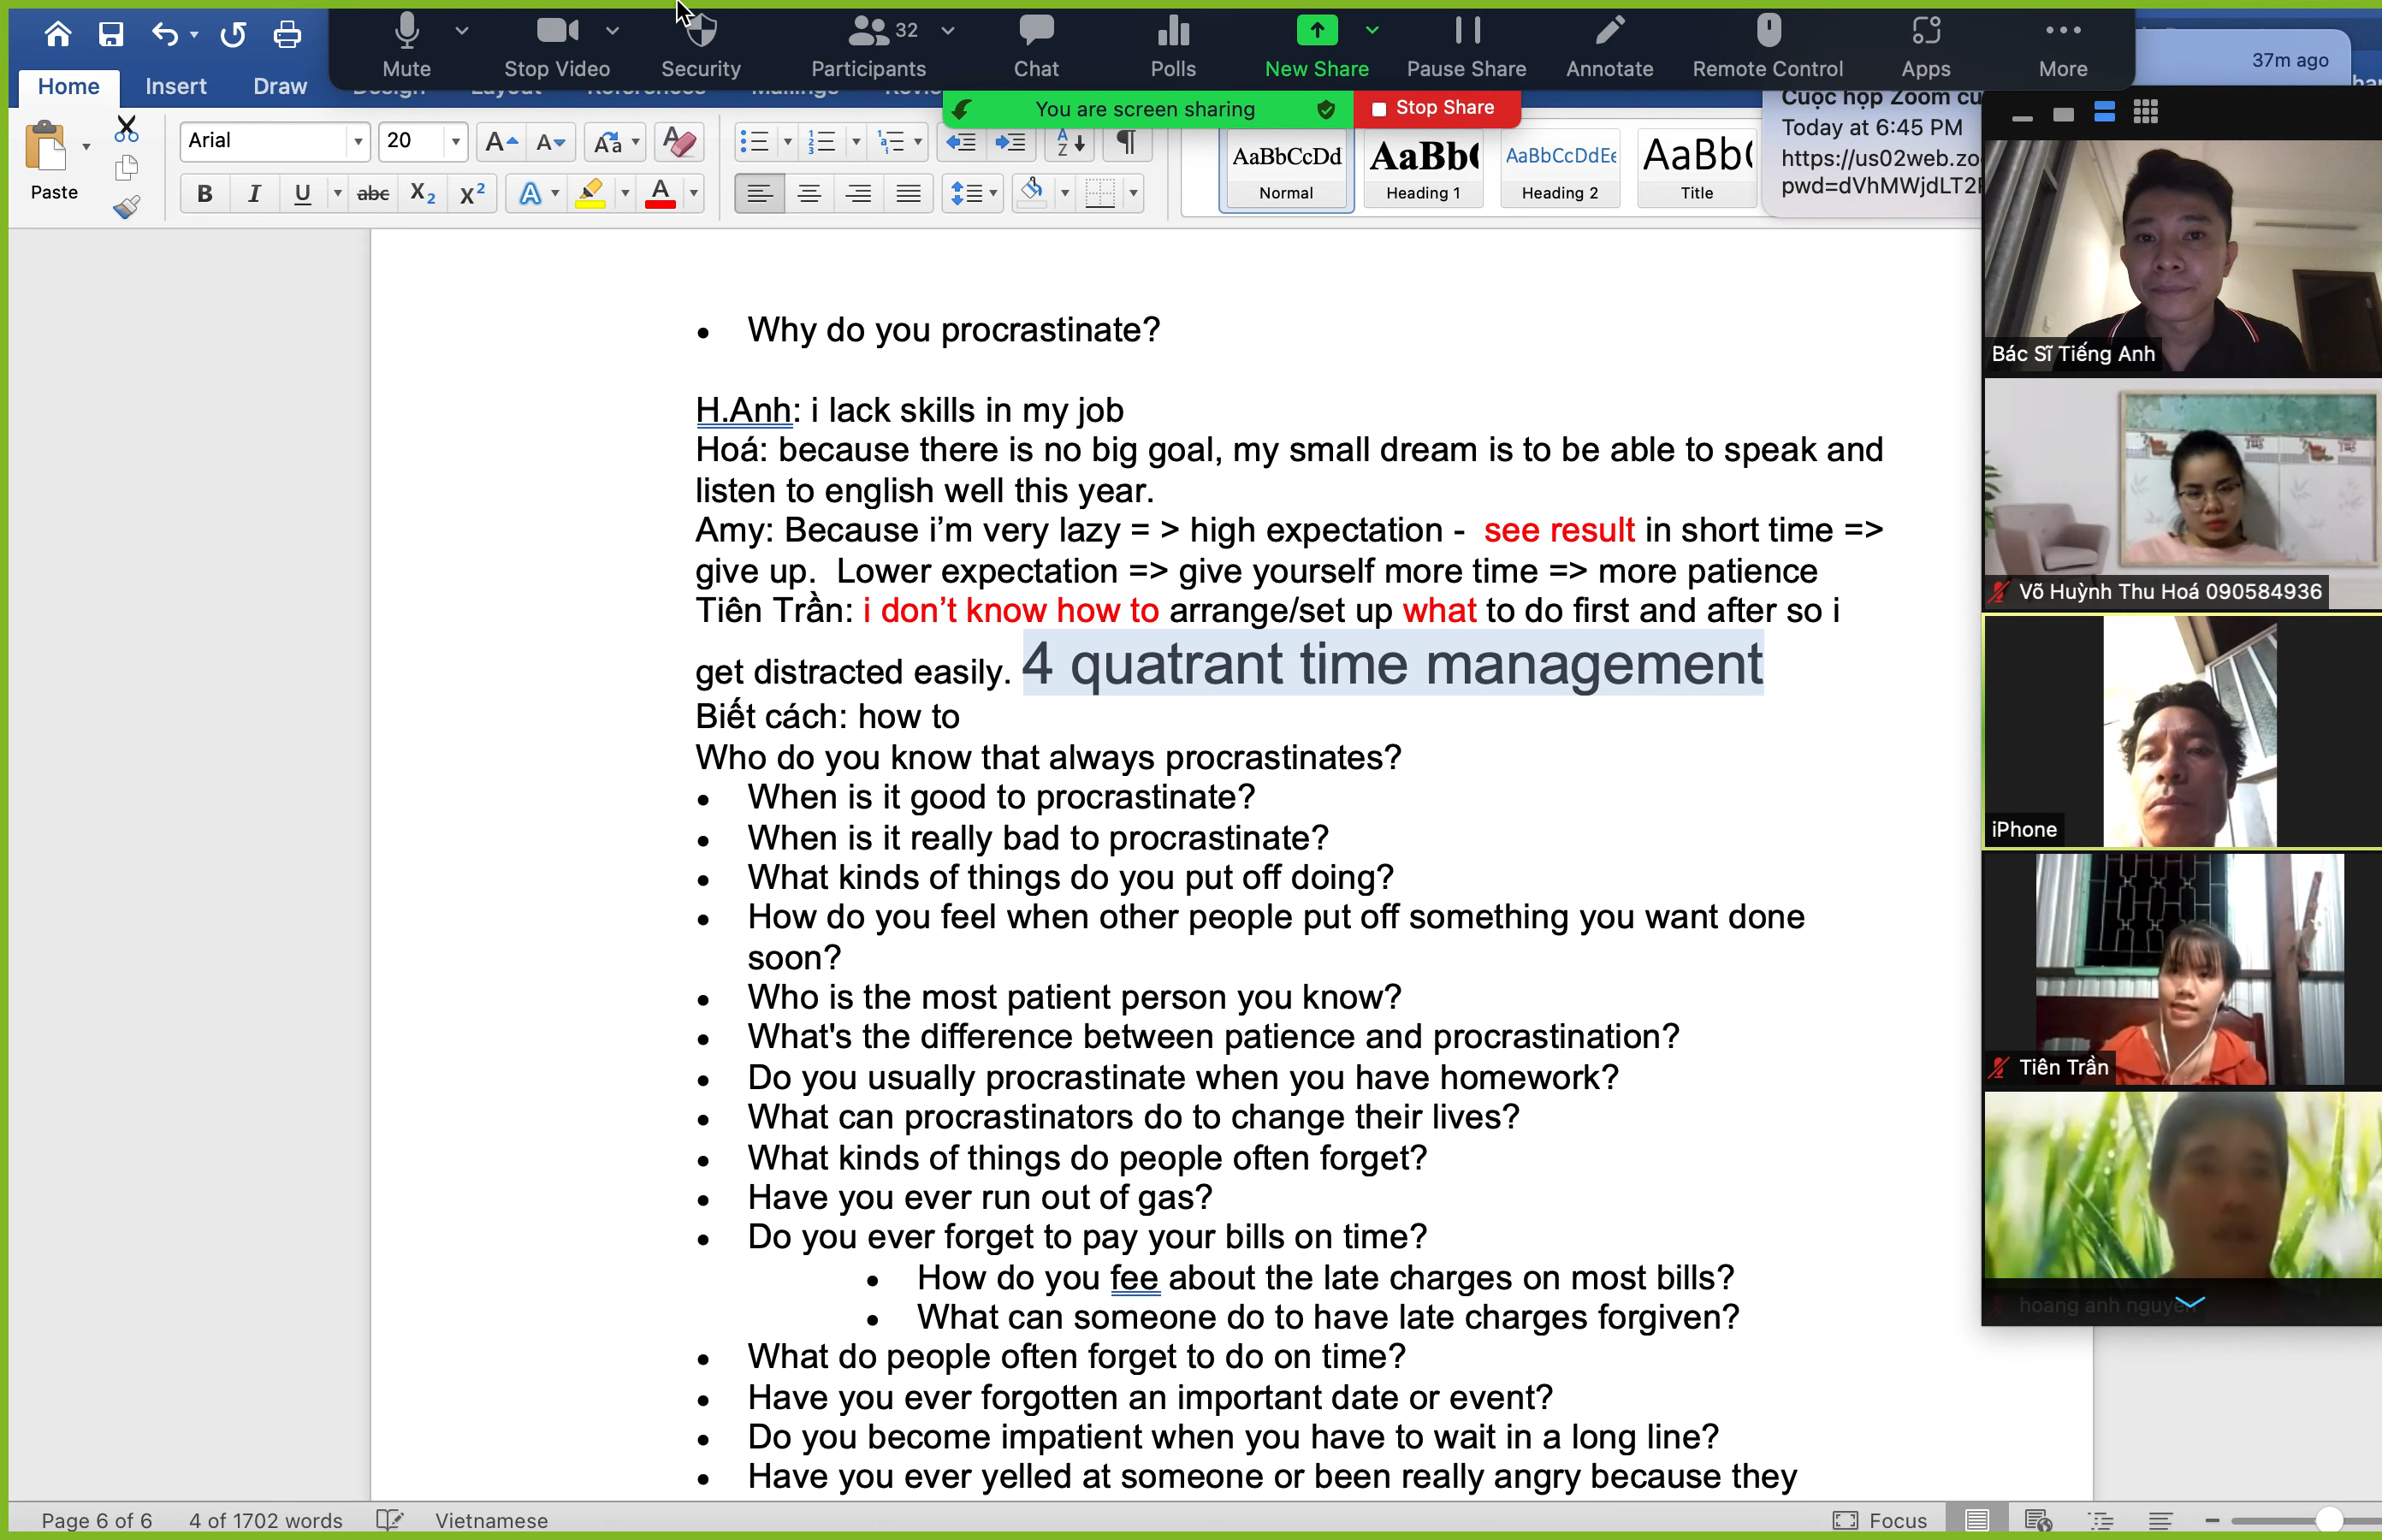 Mute
Stop Video
Security
Participants
32
Chat
Polls
New Share
Pause Share
Annotate
Remote Control
Apps
More
37m ago
Home
Insert
Draw
You are screen sharing
Stop Share
Cuộc họp Zoom củ
Today at 6:45 PM
https://us02web.zo
pwd=dVhMWjdLT2
Paste
Arial
20
AaBbCcDd
Normal
AaBb(
Heading 1
AaBbCcDdEe
Heading 2
AaBb(
Title
• Why do you procrastinate?
H.Anh: i lack skills in my job
Hoá: because there is no big goal, my small dream is to be able to speak and
listen to english well this year.
Amy: Because i’m very lazy = > high expectation -  see result in short time =>
give up.  Lower expectation => give yourself more time => more patience
Tiên Trần: i don’t know how to arrange/set up what to do first and after so i
get distracted easily. 4 quatrant time management
Biết cách: how to
Who do you know that always procrastinates?
• When is it good to procrastinate?
• When is it really bad to procrastinate?
• What kinds of things do you put off doing?
• How do you feel when other people put off something you want done
soon?
• Who is the most patient person you know?
• What's the difference between patience and procrastination?
• Do you usually procrastinate when you have homework?
• What can procrastinators do to change their lives?
• What kinds of things do people often forget?
• Have you ever run out of gas?
• Do you ever forget to pay your bills on time?
• How do you fee about the late charges on most bills?
• What can someone do to have late charges forgiven?
• What do people often forget to do on time?
• Have you ever forgotten an important date or event?
• Do you become impatient when you have to wait in a long line?
• Have you ever yelled at someone or been really angry because they
Bác Sĩ Tiếng Anh
Võ Huỳnh Thu Hoá 090584936
iPhone
Tiên Trần
hoang anh nguyen
Page 6 of 6
4 of 1702 words
Vietnamese
Focus